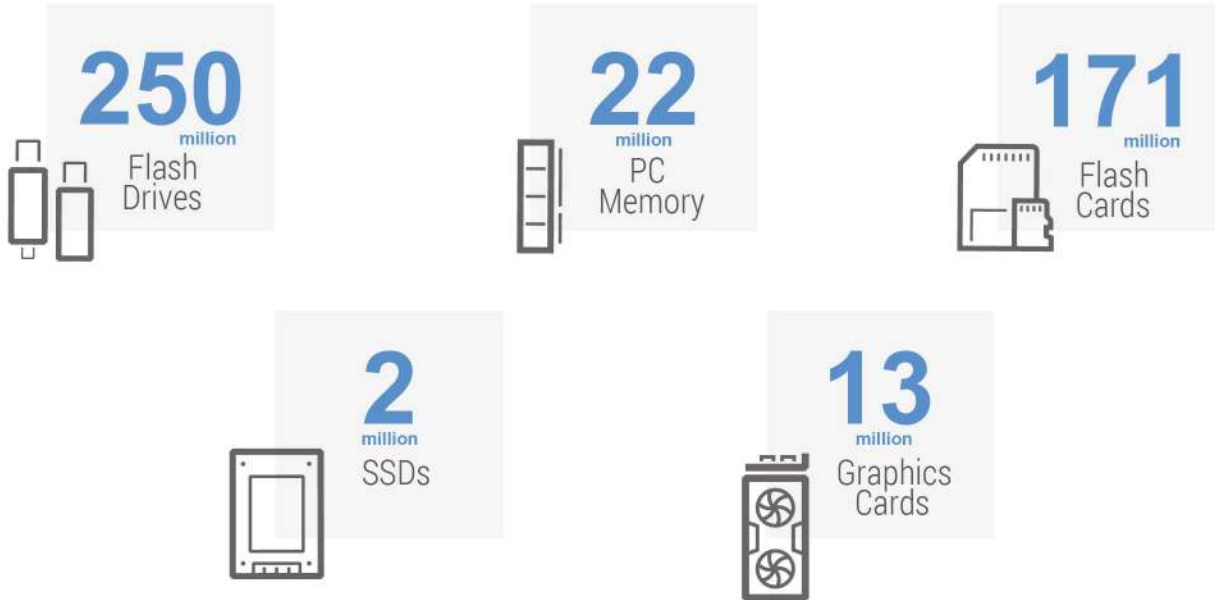 250
million
Flash
Drives
22
million
PC
Memory
171
million
Flash
Cards
2
million
SSDs
13
million
Graphics
Cards